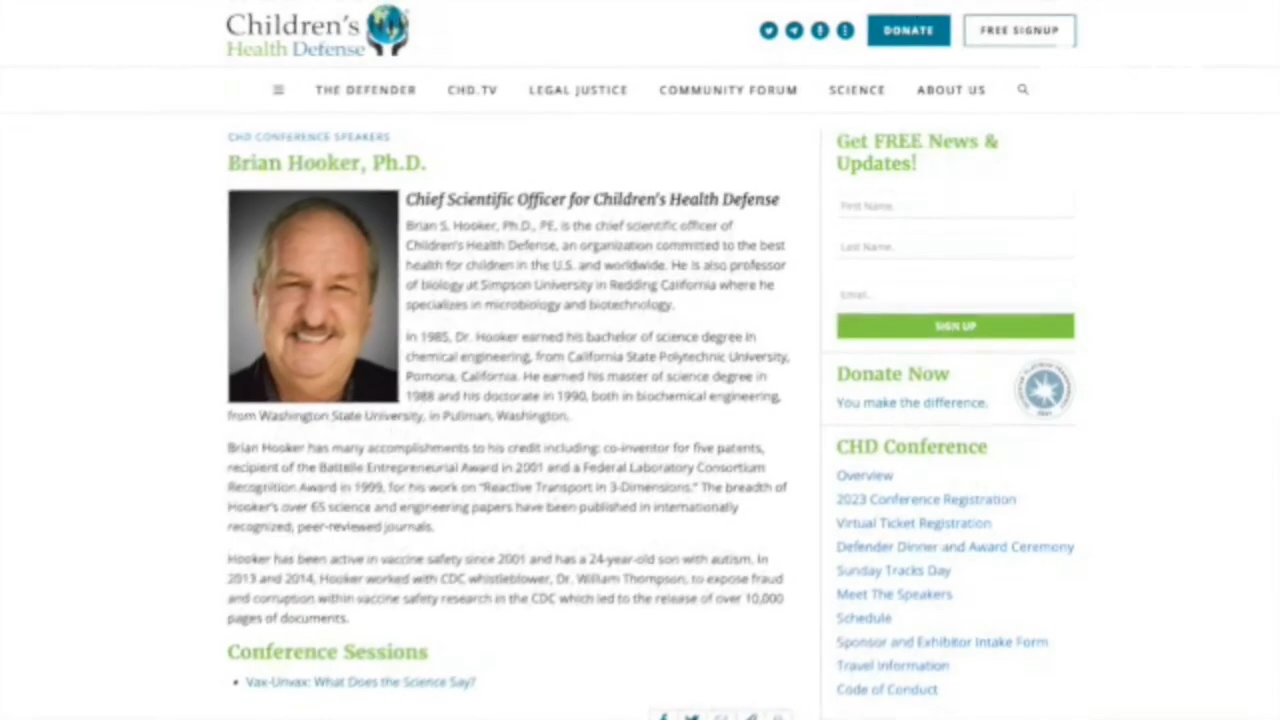 Children's
Health Defense
DONATE
FREE SIGNUP
THE DEFENDER
CHD.TV
LEGAL JUSTICE
COMMUNITY FORUM
SCIENCE
ABOUT US
CHD CONFERENCE SPEAKERS
Brian Hooker, Ph.D.
Chief Scientific Officer for Children's Health Defense
Brian S. Hooker, Ph.D., PE, is the chief scientific officer of
Children's Health Defense, an organization committed to the best
health for children in the U.S. and worldwide. He is also professor
of biology at Simpson University in Redding California where he
specializes in microbiology and biotechnology.
In 1985, Dr. Hooker earned his bachelor of science degree in
chemical engineering, from California State Polytechnic University,
Pomona, California. He earned his master of science degree in
1988 and his doctorate in 1990, both in biochemical engineering,
from Washington State University, in Pullman, Washington.
Brian Hooker has many accomplishments to his credit including: co-inventor for five patents,
recipient of the Battelle Entrepreneurial Award in 2001 and a Federal Laboratory Consortium
Recognition Award in 1999, for his work on "Reactive Transport in 3-Dimensions." The breadth of
Hooker's over 65 science and engineering papers have been published in internationally
recognized, peer-reviewed journals.
Hooker has been active in vaccine safety since 2001 and has a 24-year-old son with autism. In
2013 and 2014, Hooker worked with CDC whistleblower, Dr. William Thompson, to expose fraud
and corruption within vaccine safety research in the CDC which led to the release of over 10,000
pages of documents.
Conference Sessions
• Vax-Unvax: What Does the Science Say?
Get FREE News &
Updates!
First Name...
Last Name...
Email...
SIGN UP
Donate Now
You make the difference.
CHD Conference
Overview
2023 Conference Registration
Virtual Ticket Registration
Defender Dinner and Award Ceremony
Sunday Tracks Day
Meet The Speakers
Schedule
Sponsor and Exhibitor Intake Form
Travel Information
Code of Conduct